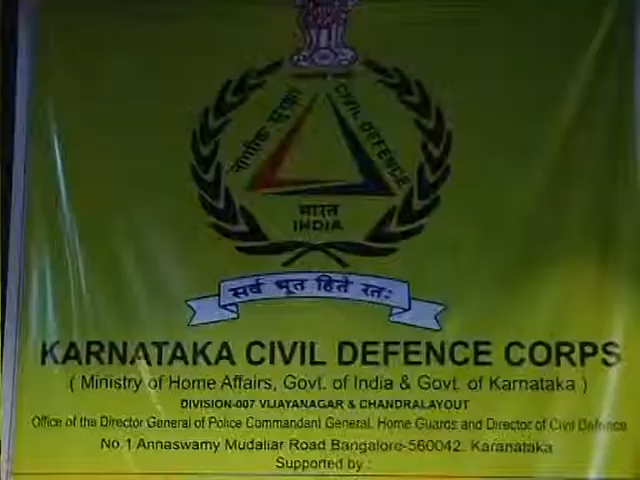 नागरिक सुरक्षा
CIVIL DEFENCE
भारत
INDIA
सर्व भूत हिते रतः
KARNATAKA CIVIL DEFENCE CORPS
( Ministry of Home Affairs, Govt. of India & Govt. of Karnataka )
DIVISION-007 VIJAYANAGAR & CHANDRALAYOUT
Office of the Director General of Police Commandant General, Home Guards and Director of Civil Defence
No.1 Annaswamy Mudaliar Road Bangalore-560042. Karanataka
Supported by :